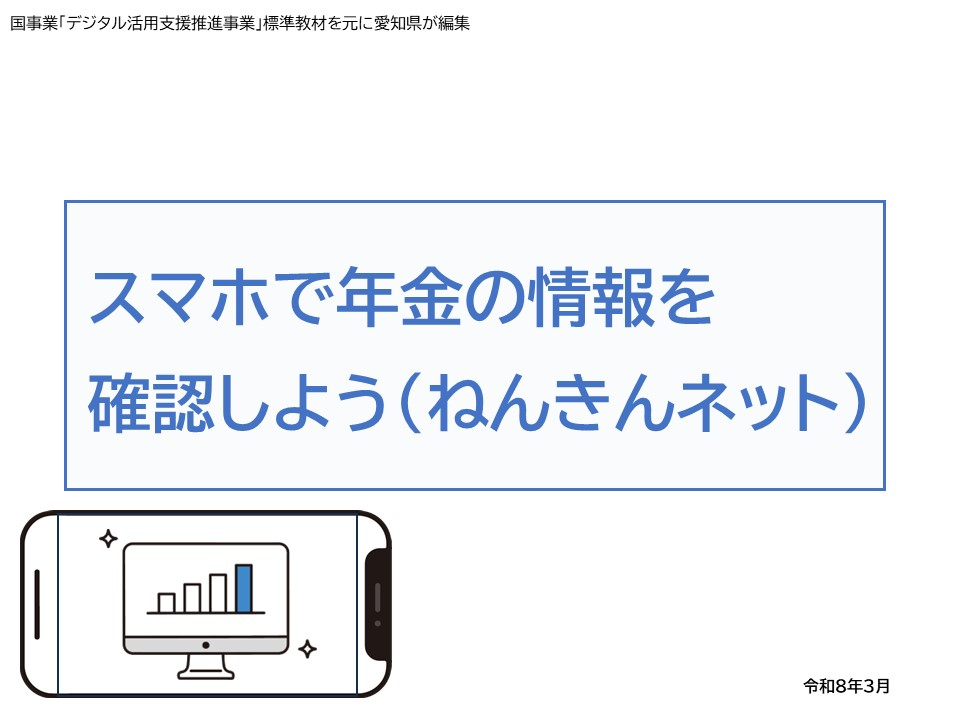 国事業｢デジタル活用支援推進事業｣標準教材を元に愛知県が編集
スマホで年金の情報を
確認しよう（ねんきんネット）
令和8年3月